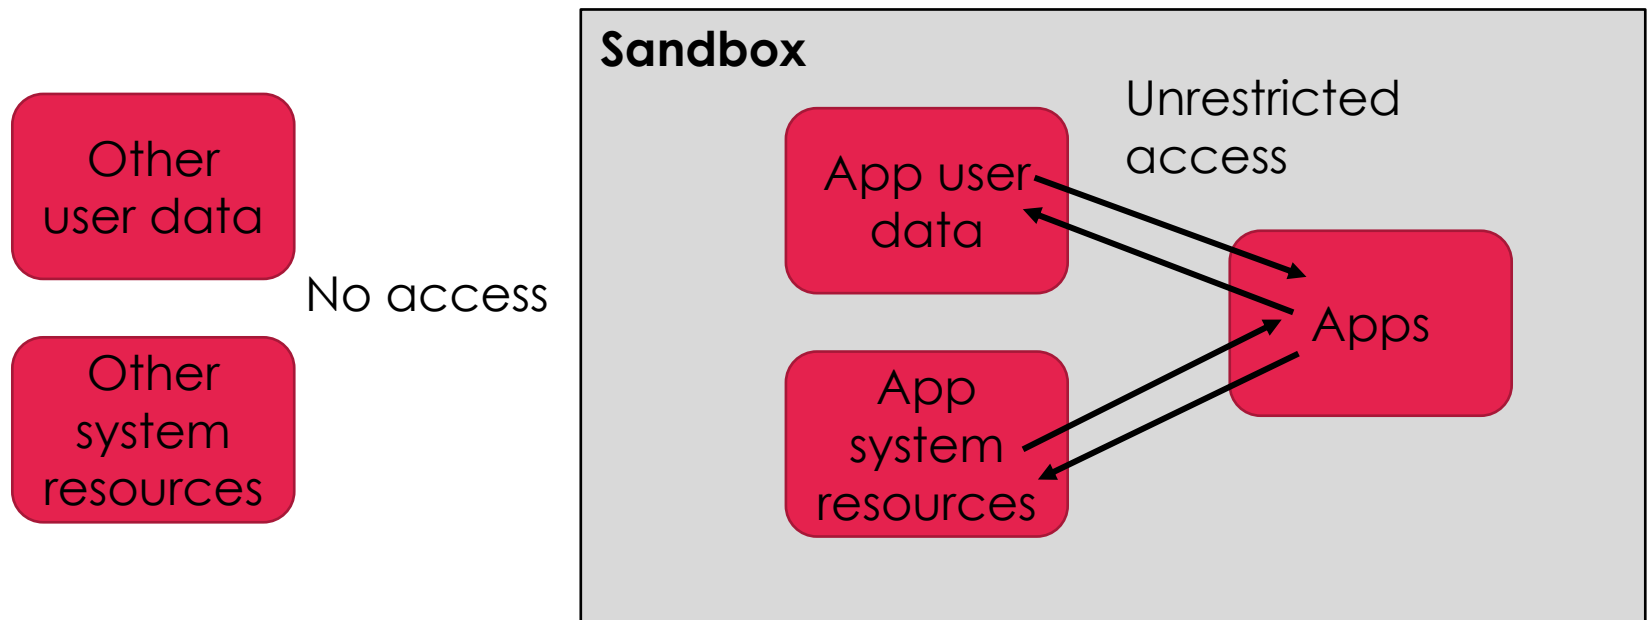 Sandbox
Other
user data
No access
Other
system
resources
App user
data
Unrestricted
access
App
system
resources
Apps